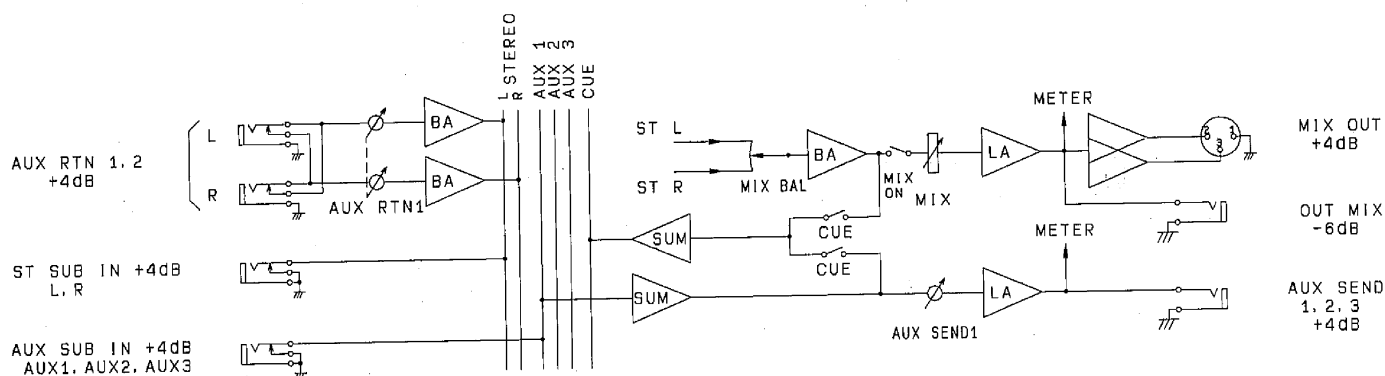 L STEREO
R
AUX 1
AUX 2
AUX 3
CUE
AUX RTN 1, 2
+4dB
L
R
BA
BA
AUX RTN1
ST SUB IN +4dB
L, R
AUX SUB IN +4dB
AUX1, AUX2, AUX3
ST L
ST R
MIX BAL
BA
MIX ON
MIX
LA
METER
2
1
3
MIX OUT
+4dB
OUT MIX
-6dB
SUM
CUE
CUE
SUM
AUX SEND1
LA
METER
AUX SEND
1, 2, 3
+4dB